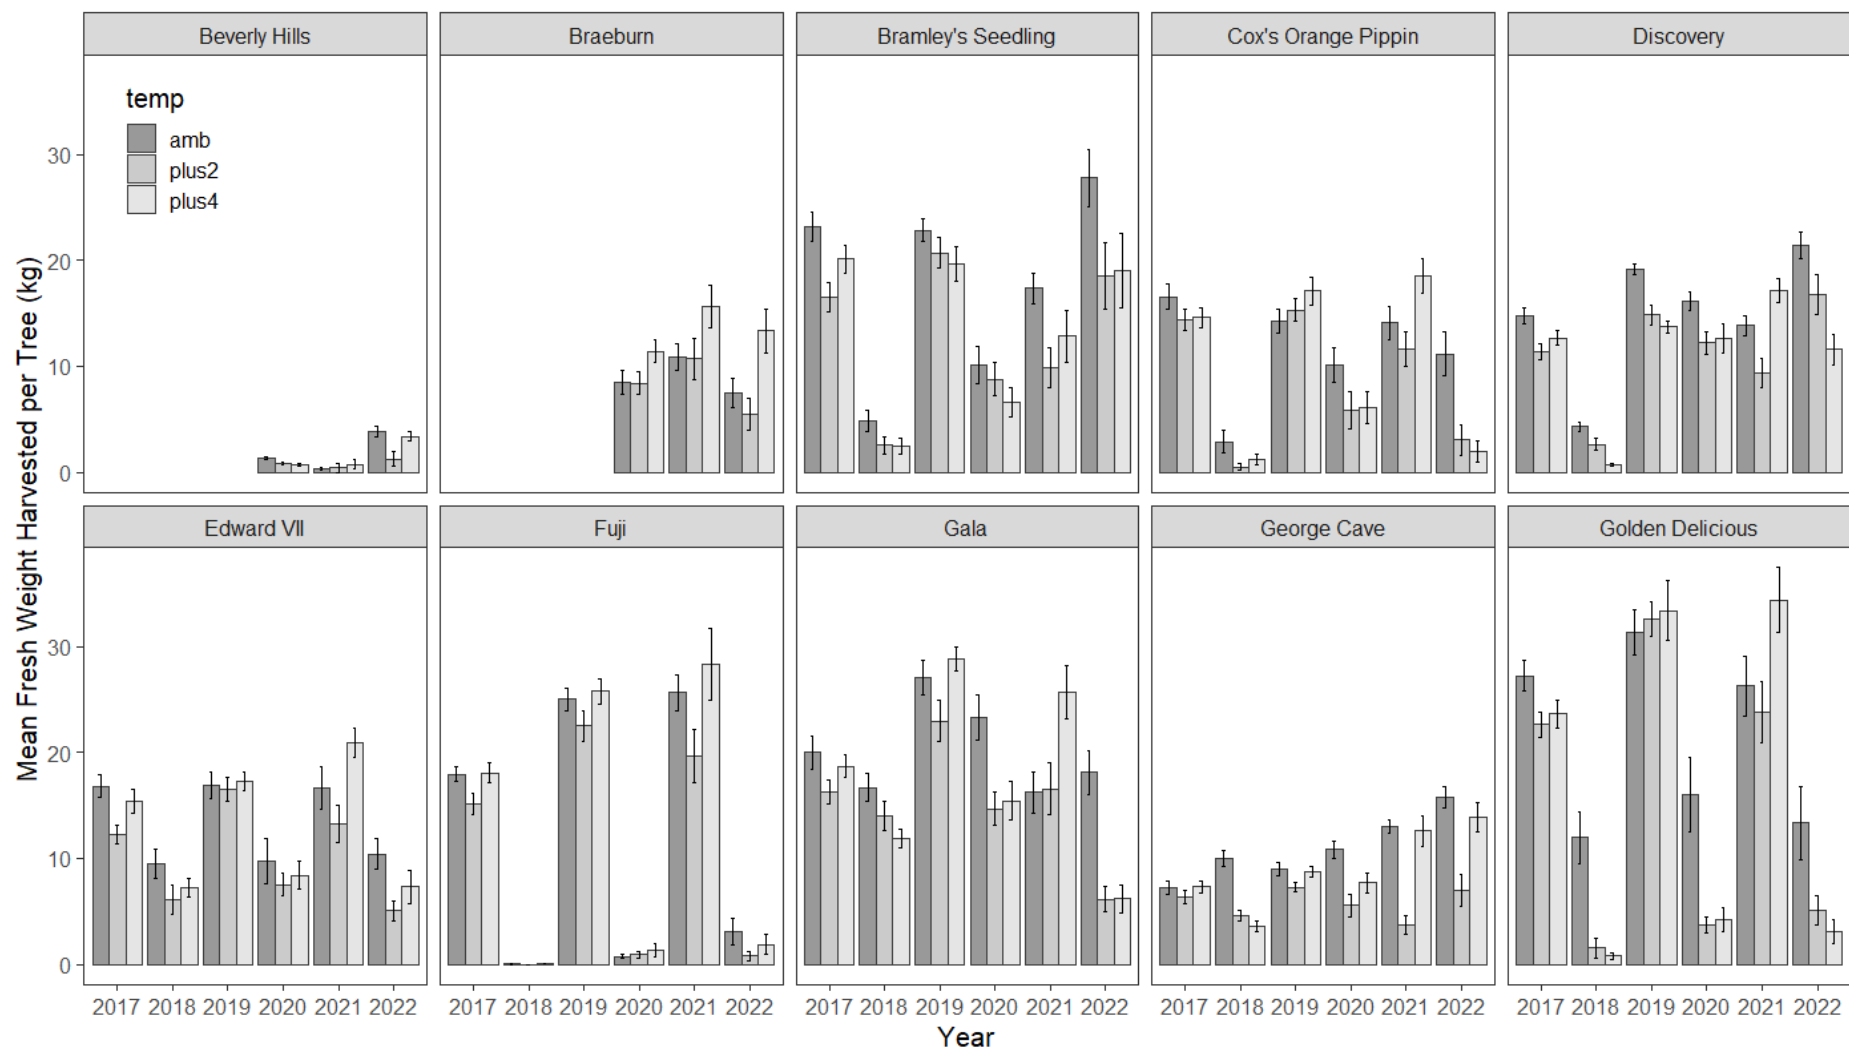 Beverly Hills
Braeburn
Bramley's Seedling
Cox's Orange Pippin
Discovery
temp
amb
plus2
plus4
30
20
10
0
Mean Fresh Weight Harvested per Tree (kg)
Edward VII
Fuji
Gala
George Cave
Golden Delicious
30
20
10
0
2017 2018 2019 2020 2021 2022
2017 2018 2019 2020 2021 2022
2017 2018 2019 2020 2021 2022
2017 2018 2019 2020 2021 2022
2017 2018 2019 2020 2021 2022
Year